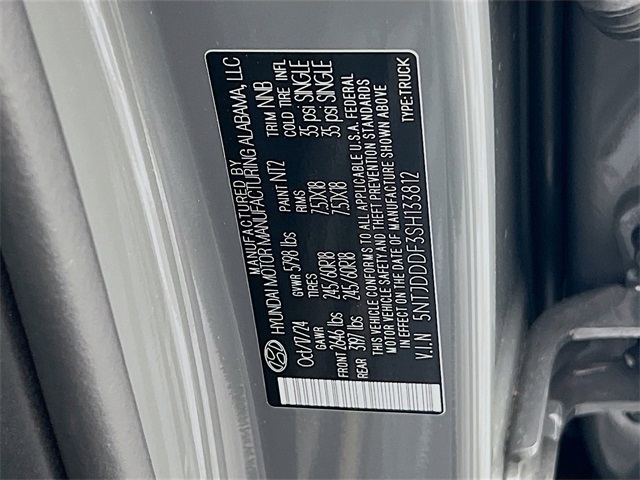 MANUFACTURED BY
HYUNDAI MOTOR MANUFACTURING ALABAMA, LLC
Oct/17/24 GVWR 5798 lbs PAINT NT2 TRIM NNB
GAWR TIRES RIMS COLD TIRE INFL
FRONT 2646 lbs 245/60R18 7.5JX18 35 psi SINGLE
REAR 3197 lbs 245/60R18 7.5JX18 35 psi SINGLE
THIS VEHICLE CONFORMS TO ALL APPLICABLE U.S.A. FEDERAL
MOTOR VEHICLE SAFETY AND THEFT PREVENTION STANDARDS
IN EFFECT ON THE DATE OF MANUFACTURE SHOWN ABOVE
V.I.N 5NTJDDDF3SH133812 TYPE:TRUCK